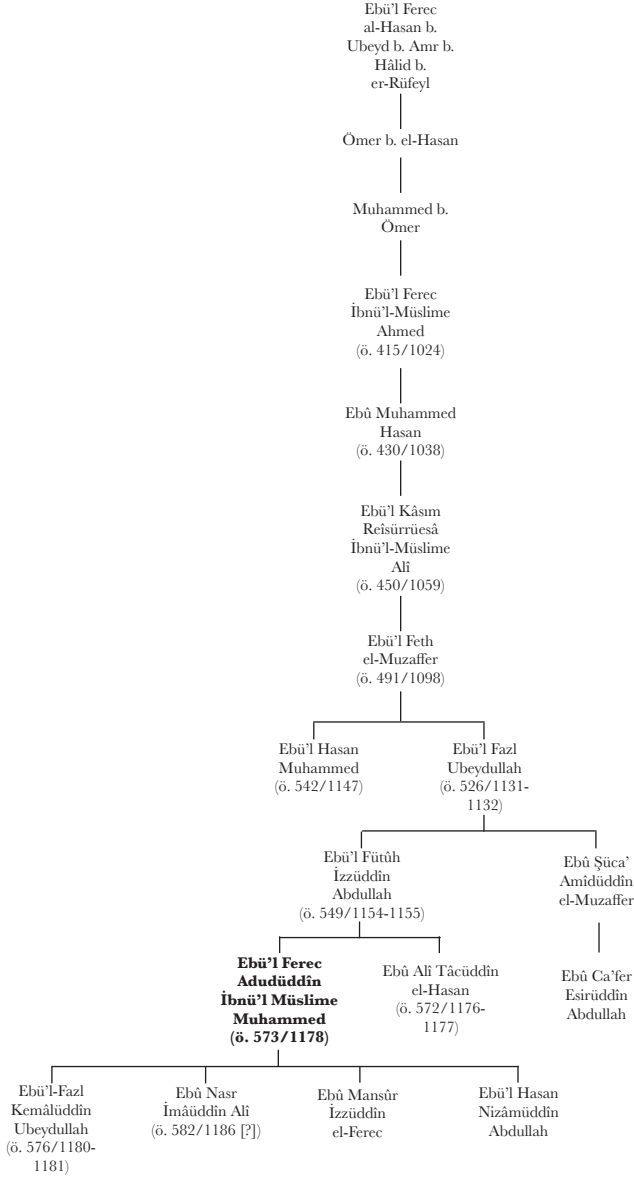 Ebü'l Ferec
al-Hasan b.
Ubeyd b. Amr b.
Hâlid b.
er-Rüfeyl
Ömer b. el-Hasan
Muhammed b.
Ömer
Ebü'l Ferec
İbnü'l-Müslime
Ahmed
(ö. 415/1024)
Ebû Muhammed
Hasan
(ö. 430/1038)
Ebü'l Kâsım
Reîsürrüesâ
İbnü'l-Müslime
Alî
(ö. 450/1059)
Ebü'l Feth
el-Muzaffer
(ö. 491/1098)
Ebü'l Hasan
Muhammed
(ö. 542/1147)
Ebü'l Fazl
Ubeydullah
(ö. 526/1131-
1132)
Ebü'l Fütûh
İzzüddîn
Abdullah
(ö. 549/1154-1155)
Ebû Şüca'
Amîdüddîn
el-Muzaffer
Ebü'l Ferec
Adudüddîn
İbnü'l Müslime
Muhammed
(ö. 573/1178)
Ebû Alî Tâcüddîn
el-Hasan
(ö. 572/1176-
1177)
Ebû Ca'fer
Esirüddîn
Abdullah
Ebü'l-Fazl
Kemâlüddîn
Ubeydullah
(ö. 576/1180-
1181)
Ebû Nasr
İmâüddîn Alî
(ö. 582/1186 [?])
Ebû Mansûr
İzzüddîn
el-Ferec
Ebü'l Hasan
Nizâmüddîn
Abdullah